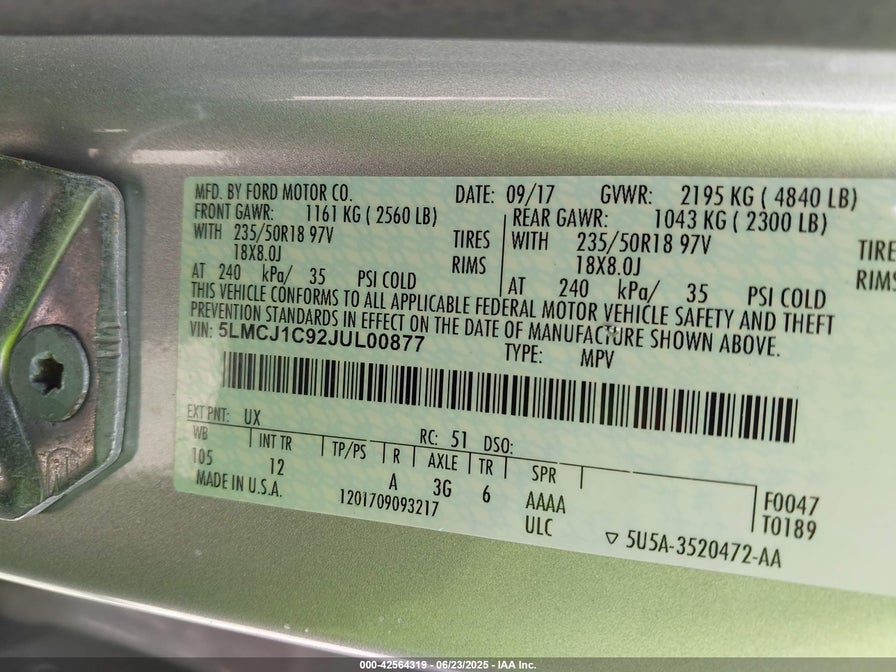 MFD. BY FORD MOTOR CO. DATE: 09/17 GVWR: 2195 KG ( 4840 LB)
FRONT GAWR: 1161 KG ( 2560 LB) REAR GAWR: 1043 KG ( 2300 LB)
WITH 235/50R18 97V TIRES WITH 235/50R18 97V TIRE
18X8.0J RIMS 18X8.0J RIMS
AT 240 kPa/ 35 PSI COLD AT 240 kPa/ 35 PSI COLD
THIS VEHICLE CONFORMS TO ALL APPLICABLE FEDERAL MOTOR VEHICLE SAFETY AND THEFT
PREVENTION STANDARDS IN EFFECT ON THE DATE OF MANUFACTURE SHOWN ABOVE.
VIN: 5LMCJ1C92JUL00877 TYPE: MPV
EXT PNT: UX RC: 51 DSO:
WB INT TR TP/PS R AXLE TR SPR
105 12 A 3G 6 AAAA F0047
MADE IN U.S.A. 1201709093217 ULC T0189
▽ 5U5A-3520472-AA
000-42564319 - 06/23/2025 - IAA Inc.